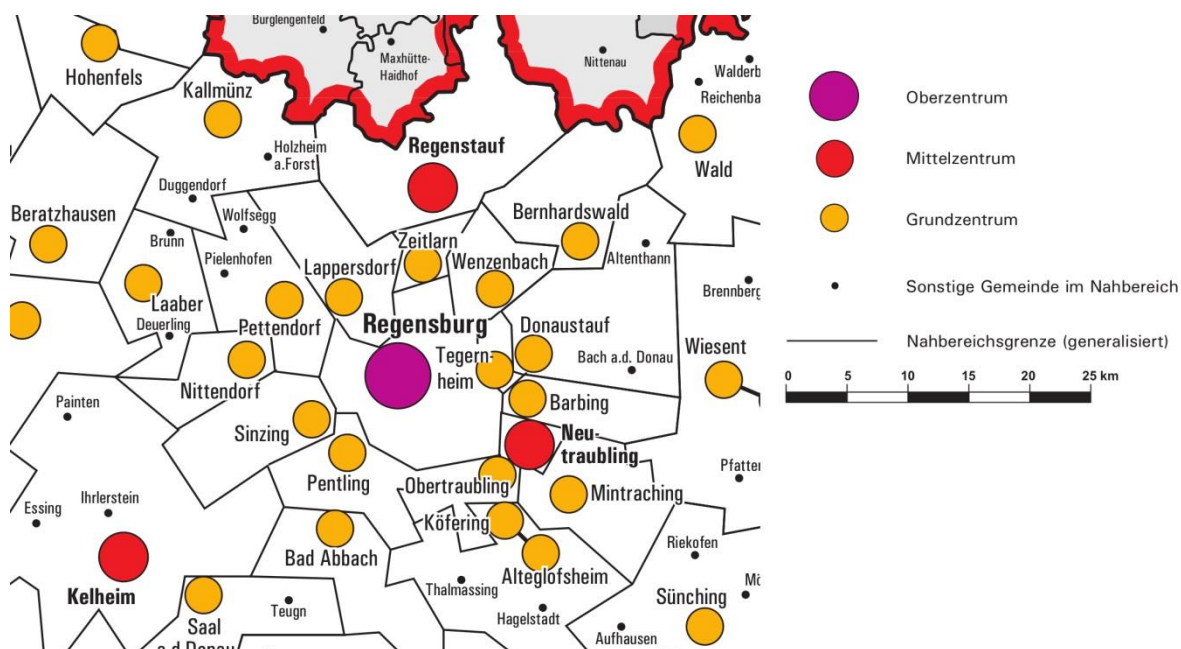 Burglengenfeld
Maxhütte-
Haidhof
Nittenau
Hohenfels
Kallmünz
Walderb
Reichenba
Holzheim
a.Forst
Regenstauf
Wald
Duggendorf
Beratzhausen
Wolfsegg
Bernhardswald
Brunn
Zeitlarn
Altenthann
Pielenhofen
Lappersdorf
Wenzenbach
Brennberg
Laaber
Deuerling
Pettendorf
Regensburg
Donaustauf
Tegern-
heim
Bach a.d. Donau
Wiesent
Nittendorf
Painten
Barbing
Sinzing
Neu-
traubling
Pfatter
Pentling
Obertraubling
Mintraching
Essing
Ihrlerstein
Köfering
Bad Abbach
Riekofen
Alteglofsheim
Thalmassing
Kelheim
Mö
Teugn
Hagelstadt
Sünching
Saal
a.d.Donau
Aufhausen
Oberzentrum
Mittelzentrum
Grundzentrum
Sonstige Gemeinde im Nahbereich
Nahbereichsgrenze (generalisiert)
0 5 10 15 20 25 km